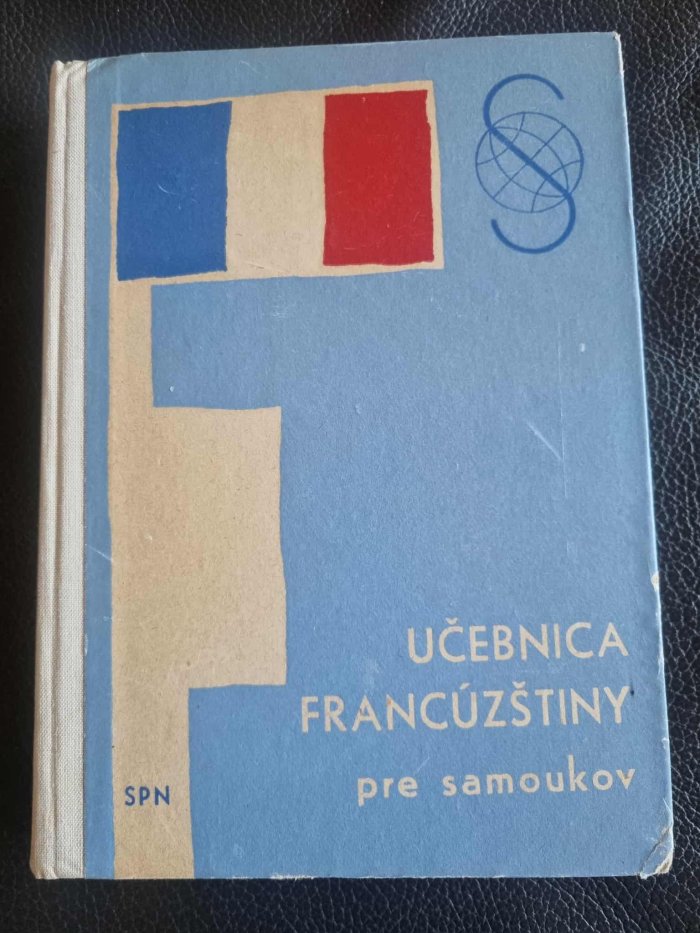 UČEBNICA
FRANCÚZŠTINY
pre samoukov
SPN